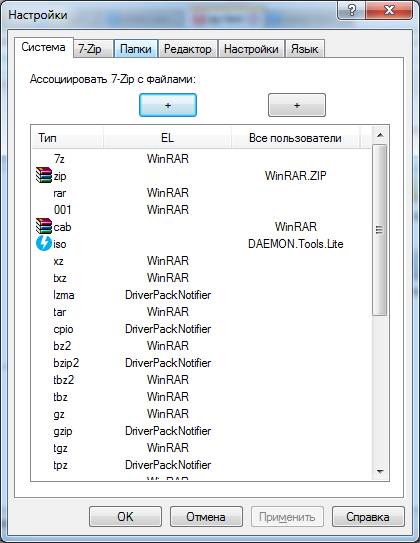 Настройки
Система 7-Zip Папки Редактор Настройки Язык
Ассоциировать 7-Zip с файлами:
+ +
Тип EL Все пользователи
7z WinRAR
zip WinRAR.ZIP
rar WinRAR
001 WinRAR
cab WinRAR
iso DAEMON.Tools.Lite
xz WinRAR
txz WinRAR
lzma DriverPackNotifier
tar WinRAR
cpio DriverPackNotifier
bz2 WinRAR
bzip2 DriverPackNotifier
tbz2 WinRAR
tbz WinRAR
gz WinRAR
gzip DriverPackNotifier
tgz WinRAR
tpz DriverPackNotifier
WinRAR
OK Отмена Применить Справка